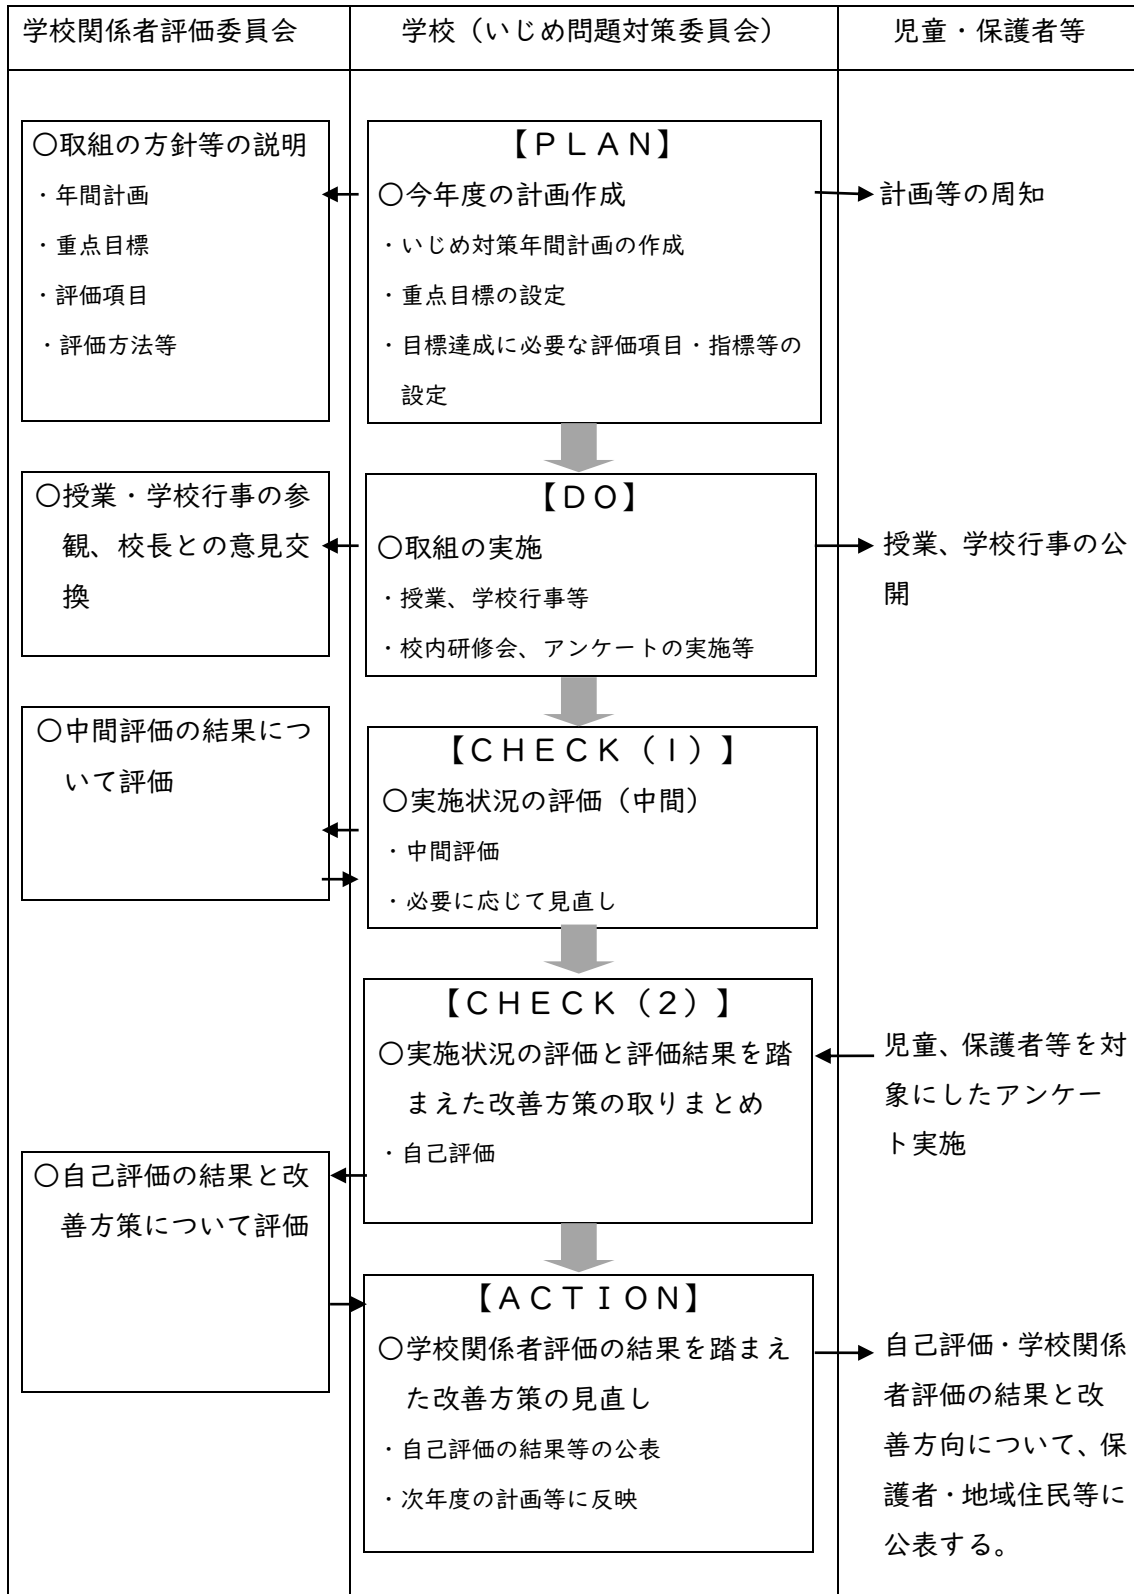 学校関係者評価委員会
学校（いじめ問題対策委員会）
児童・保護者等
○取組の方針等の説明
・年間計画
・重点目標
・評価項目
・評価方法等
【ＰＬＡＮ】
○今年度の計画作成
・いじめ対策年間計画の作成
・重点目標の設定
・目標達成に必要な評価項目・指標等の
設定
計画等の周知
○授業・学校行事の参
観、校長との意見交
換
【ＤＯ】
○取組の実施
・授業、学校行事等
・校内研修会、アンケートの実施等
授業、学校行事の公
開
○中間評価の結果につ
いて評価
【ＣＨＥＣＫ（１）】
○実施状況の評価（中間）
・中間評価
・必要に応じて見直し
【ＣＨＥＣＫ（２）】
○実施状況の評価と評価結果を踏
まえた改善方策の取りまとめ
・自己評価
児童、保護者等を対
象にしたアンケー
ト実施
○自己評価の結果と改
善方策について評価
【ＡＣＴＩＯＮ】
○学校関係者評価の結果を踏まえ
た改善方策の見直し
・自己評価の結果等の公表
・次年度の計画等に反映
自己評価・学校関係
者評価の結果と改
善方向について、保
護者・地域住民等に
公表する。